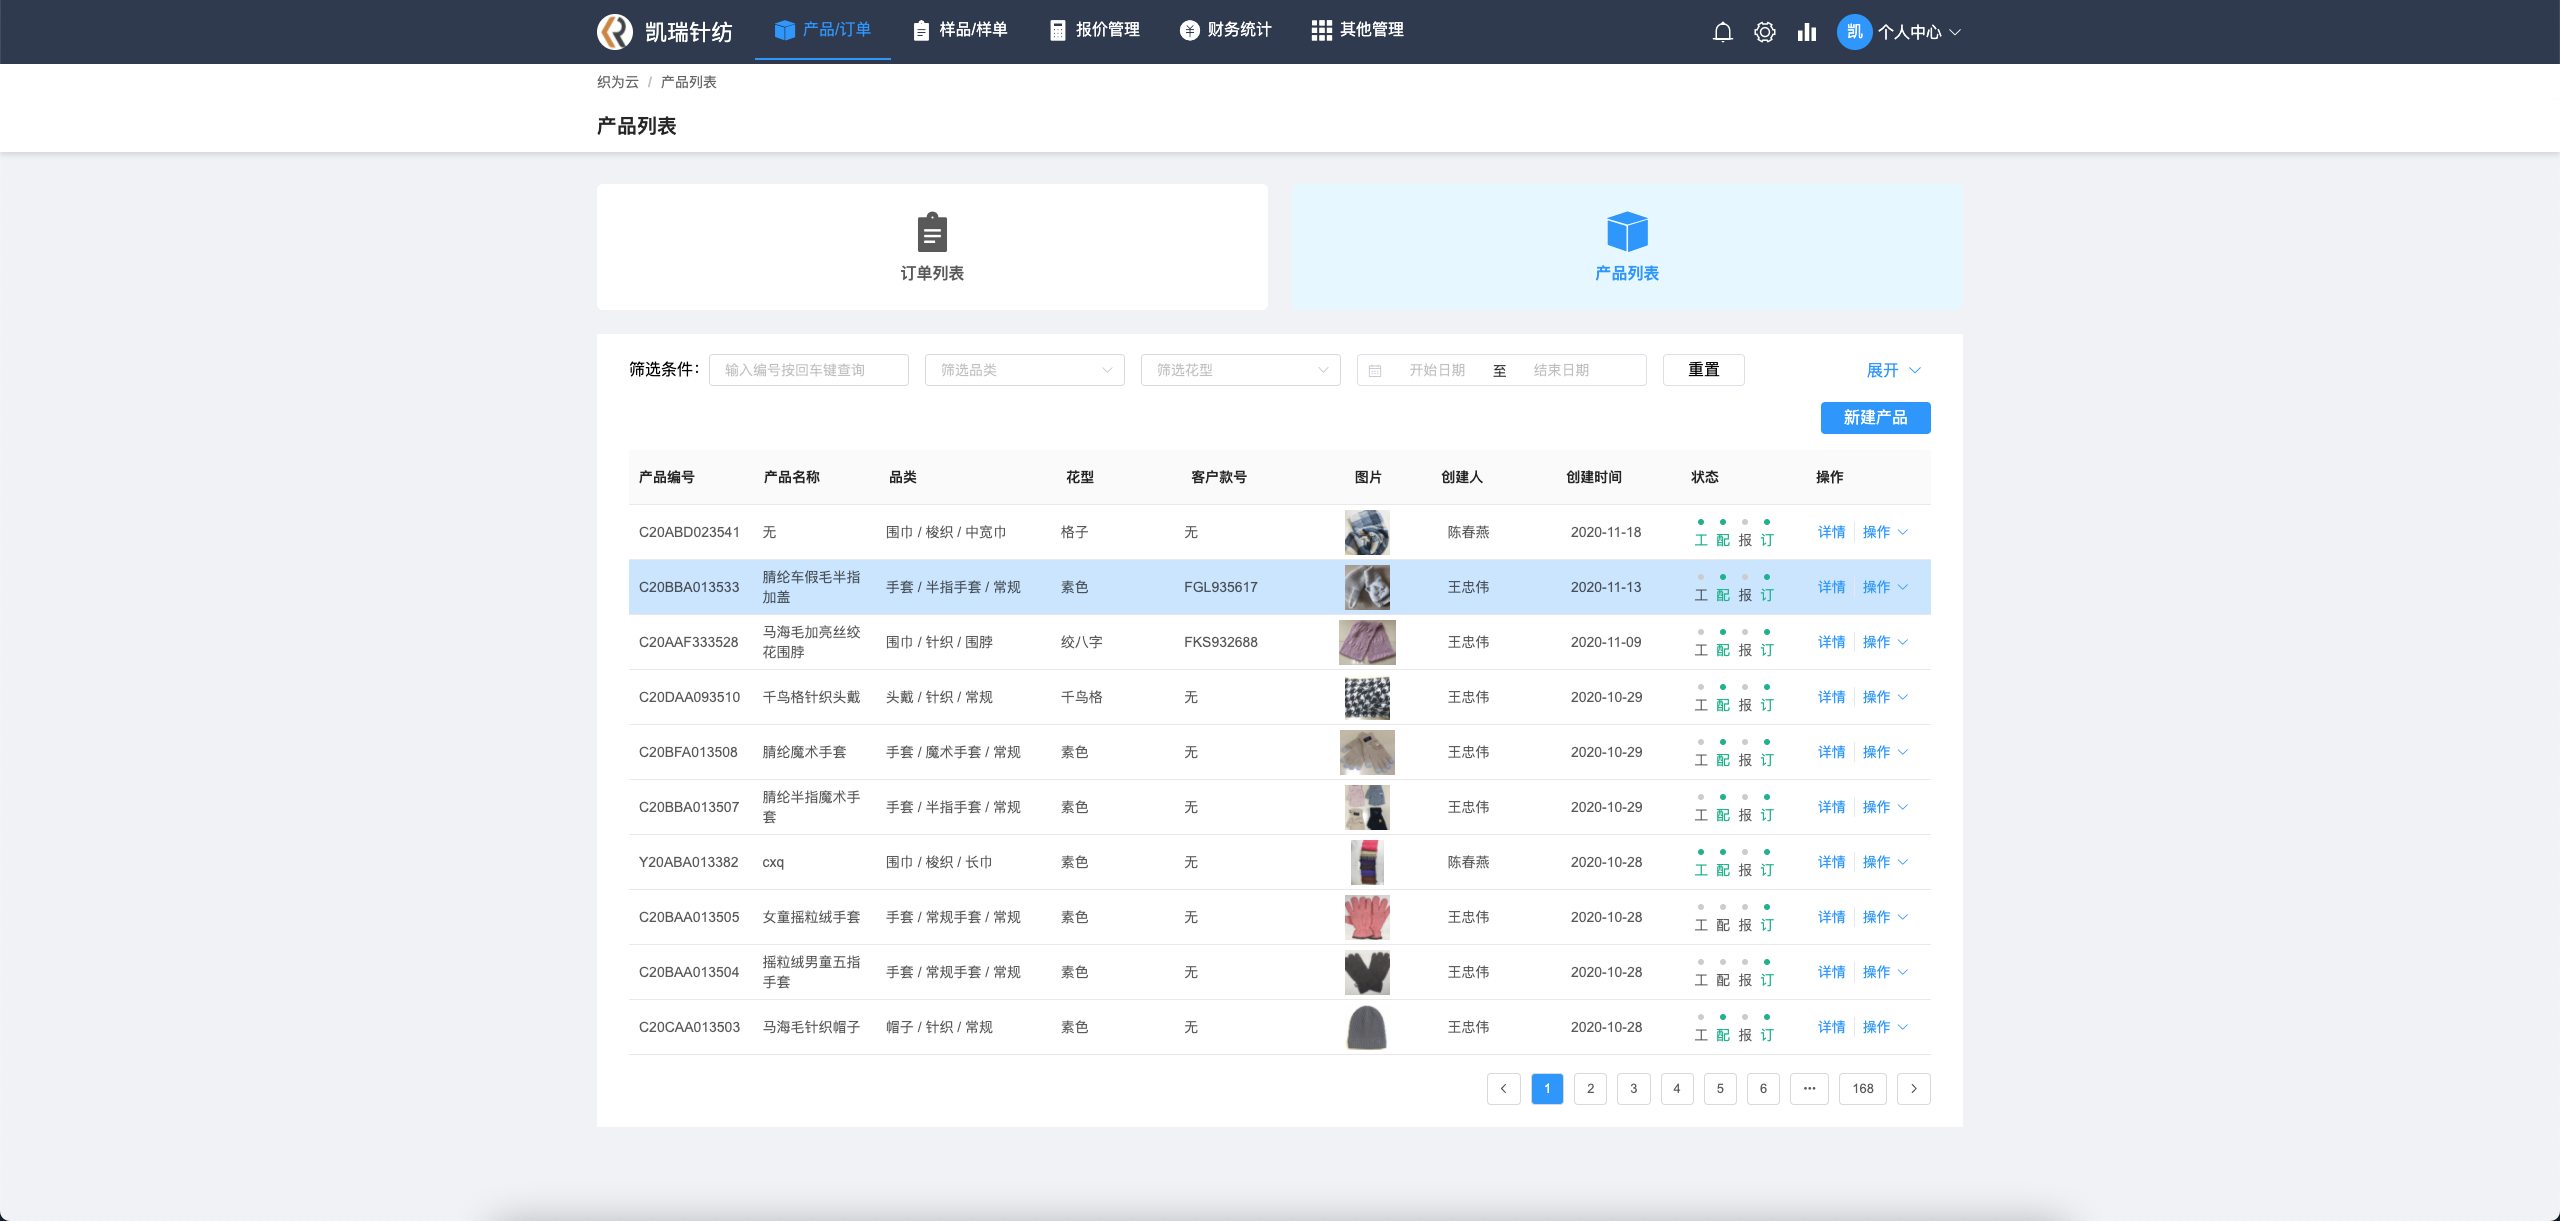 凯瑞针纺 产品/订单 样品/样单 报价管理 财务统计 其他管理 凯 个人中心
织为云 / 产品列表
产品列表
订单列表 产品列表
筛选条件: 输入编号按回车键查询 筛选品类 筛选花型 开始日期 至 结束日期 重置 展开
新建产品
产品编号 产品名称 品类 花型 客户款号 图片 创建人 创建时间 状态 操作
C20ABD023541 无 围巾 / 梭织 / 中宽巾 格子 无 陈春燕 2020-11-18 工 配 报 订 详情 操作
C20BBA013533 腈纶车假毛半指 手套 / 半指手套 / 常规 素色 FGL935617 王忠伟 2020-11-13 工 配 报 订 详情 操作
加盖
C20AAF333528 马海毛加亮丝绞 围巾 / 针织 / 围脖 绞八字 FKS932688 王忠伟 2020-11-09 工 配 报 订 详情 操作
花围脖
C20DAA093510 千鸟格针织头戴 头戴 / 针织 / 常规 千鸟格 无 王忠伟 2020-10-29 工 配 报 订 详情 操作
C20BFA013508 腈纶魔术手套 手套 / 魔术手套 / 常规 素色 无 王忠伟 2020-10-29 工 配 报 订 详情 操作
C20BBA013507 腈纶半指魔术手 手套 / 半指手套 / 常规 素色 无 王忠伟 2020-10-29 工 配 报 订 详情 操作
套
Y20ABA013382 cxq 围巾 / 梭织 / 长巾 素色 无 陈春燕 2020-10-28 工 配 报 订 详情 操作
C20BAA013505 女童摇粒绒手套 手套 / 常规手套 / 常规 素色 无 王忠伟 2020-10-28 工 配 报 订 详情 操作
C20BAA013504 摇粒绒男童五指 手套 / 常规手套 / 常规 素色 无 王忠伟 2020-10-28 工 配 报 订 详情 操作
手套
C20CAA013503 马海毛针织帽子 帽子 / 针织 / 常规 素色 无 王忠伟 2020-10-28 工 配 报 订 详情 操作
1 2 3 4 5 6 ··· 168